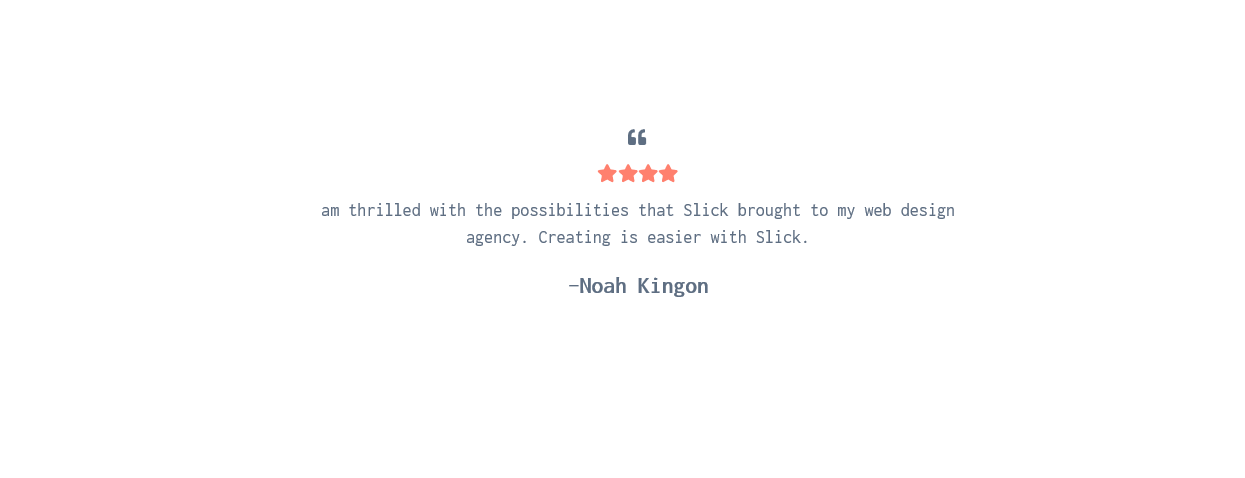 “
am thrilled with the possibilities that Slick brought to my web design
agency. Creating is easier with Slick.
—Noah Kingon